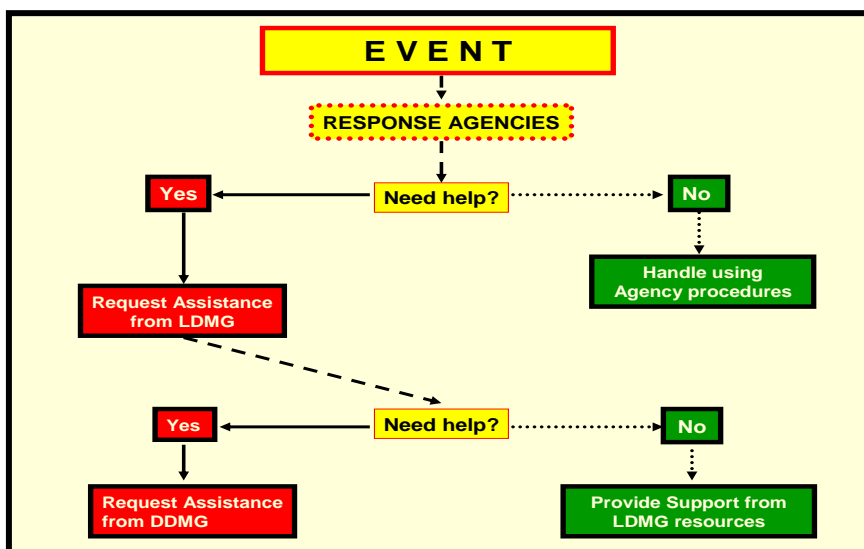 E V E N T
RESPONSE AGENCIES
Yes
Need help?
No
Request Assistance
from LDMG
Handle using
Agency procedures
Yes
Need help?
No
Request Assistance
from DDMG
Provide Support from
LDMG resources